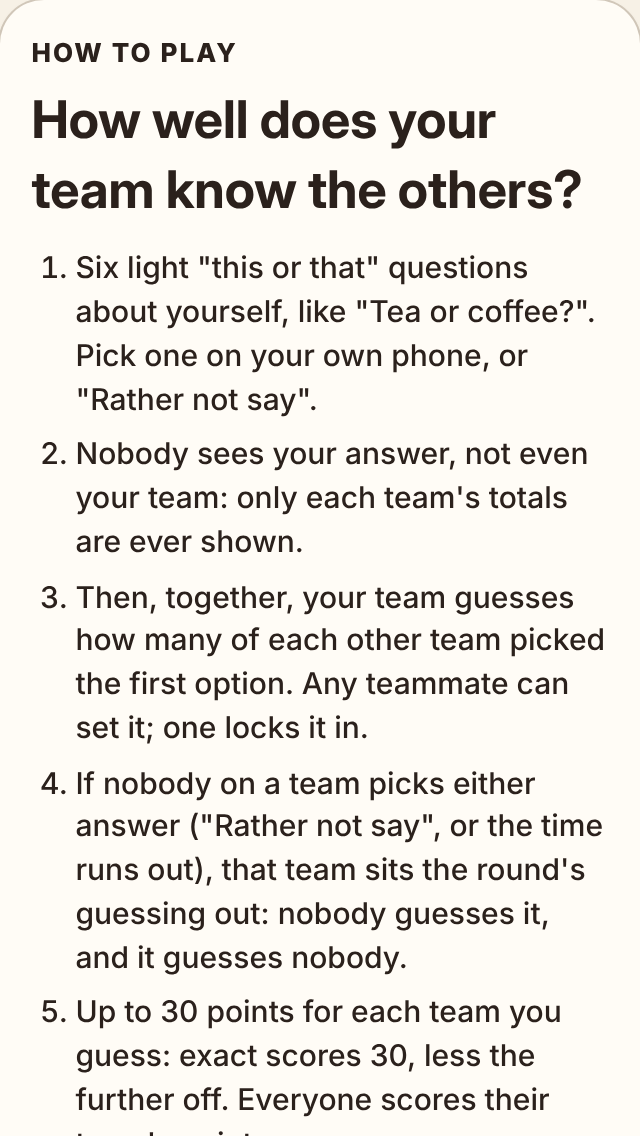 HOW TO PLAY
How well does your
team know the others?
1. Six light "this or that" questions
about yourself, like "Tea or coffee?".
Pick one on your own phone, or
"Rather not say".
2. Nobody sees your answer, not even
your team: only each team's totals
are ever shown.
3. Then, together, your team guesses
how many of each other team picked
the first option. Any teammate can
set it; one locks it in.
4. If nobody on a team picks either
answer ("Rather not say", or the time
runs out), that team sits the round's
guessing out: nobody guesses it,
and it guesses nobody.
5. Up to 30 points for each team you
guess: exact scores 30, less the
further off. Everyone scores their